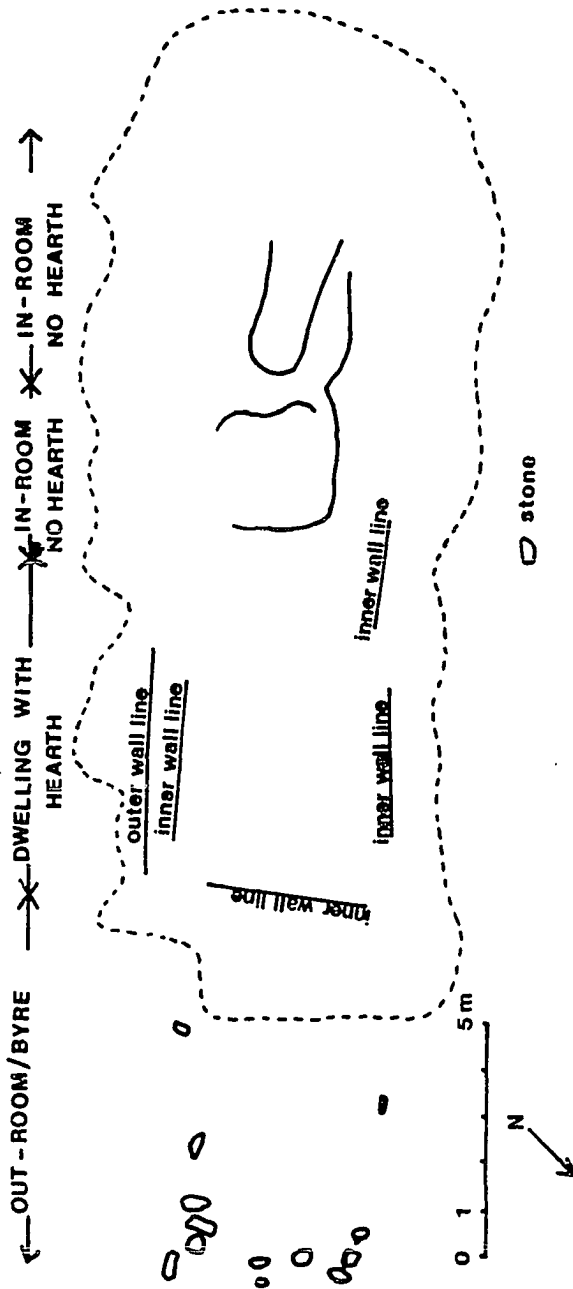 OUT-ROOM/BYRE
DWELLING WITH
HEARTH
IN-ROOM
NO HEARTH
IN-ROOM
NO HEARTH
outer wall line
inner wall line
inner wall line
inner wall line
inner wall line
stone
0 1 5 m
N